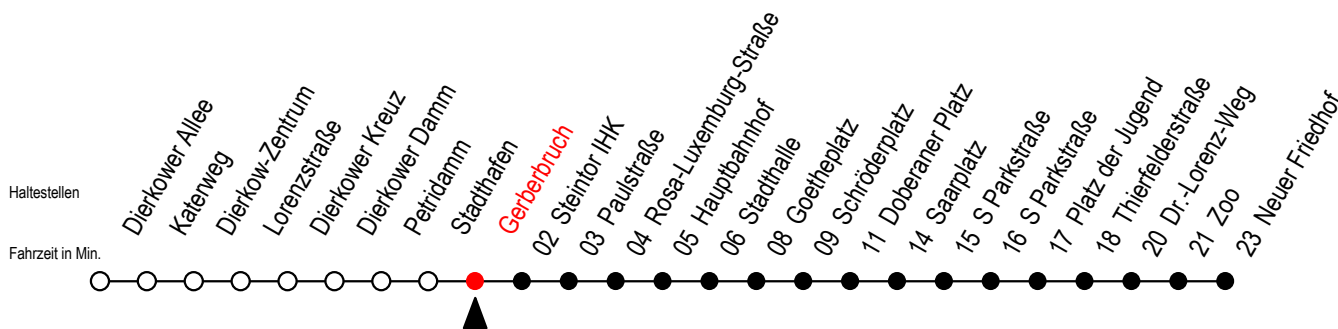 Haltestellen
Fahrzeit in Min.
Dierkower Allee
Katerweg
Dierkow-Zentrum
Lorenzstraße
Dierkower Kreuz
Dierkower Damm
Petridamm
Stadthafen
Gerberbruch
02 Steintor IHK
03 Paulstraße
04 Rosa-Luxemburg-Straße
05 Hauptbahnhof
06 Stadthalle
08 Goetheplatz
09 Schröderplatz
11 Doberaner Platz
14 Saarplatz
15 S Parkstraße
16 S Parkstraße
17 Platz der Jugend
18 Thierfelderstraße
20 Dr.-Lorenz-Weg
21 Zoo
23 Neuer Friedhof